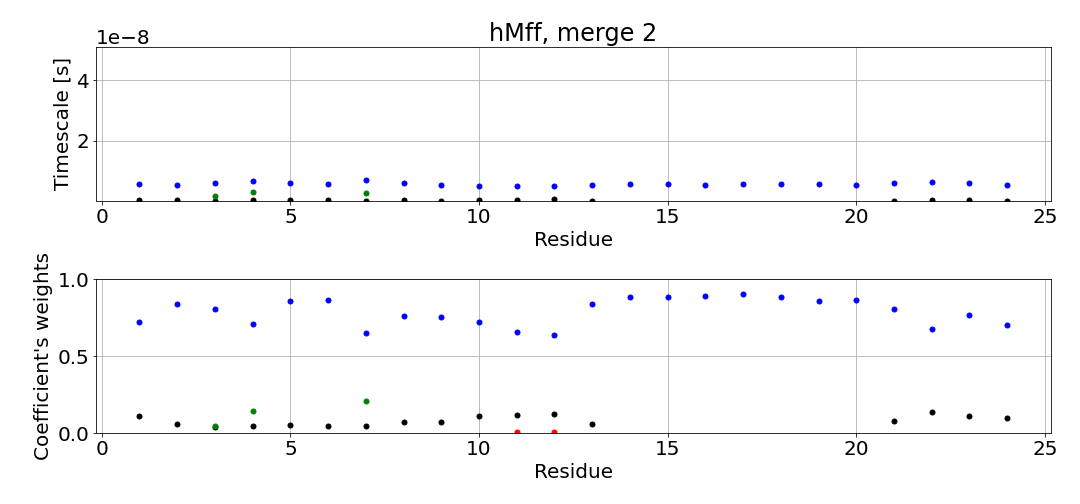 hMff, merge 2
1e−8
Timescale [s]
4
2
0 5 10 15 20 25
Residue
Coefficient's weights
1.0
0.5
0.0
0 5 10 15 20 25
Residue